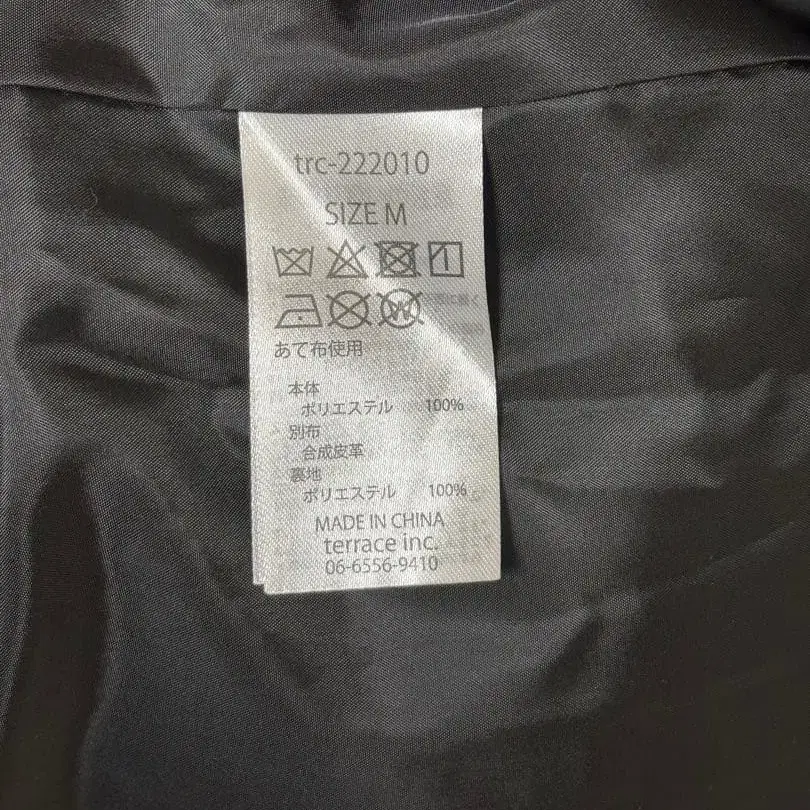 trc-222010
SIZE M
あて布使用
本体
ポリエステル 100%
別布
合成皮革
裏地
ポリエステル 100%
MADE IN CHINA
terrace inc.
06-6556-9410